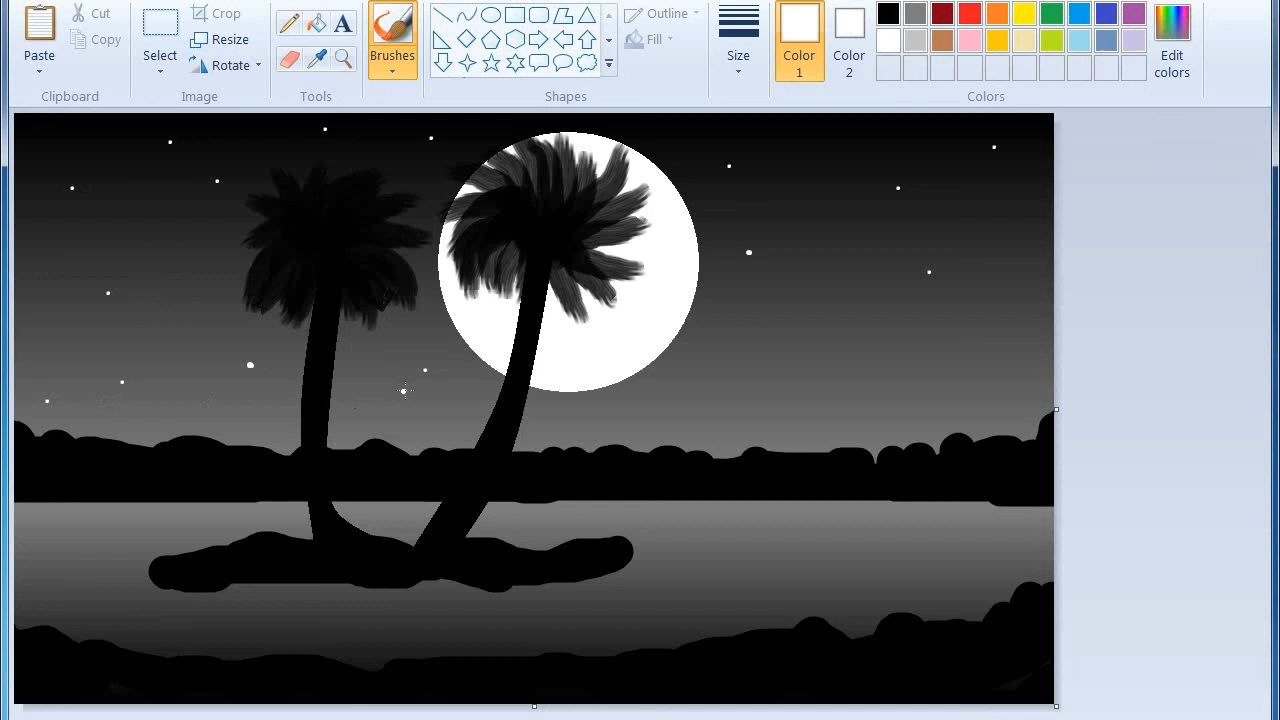 Paste
Cut
Copy
Clipboard
Select
Crop
Resize
Rotate
Image
A
Tools
Brushes
Shapes
Outline
Fill
Size
Color
1
Color
2
Edit
colors
Colors